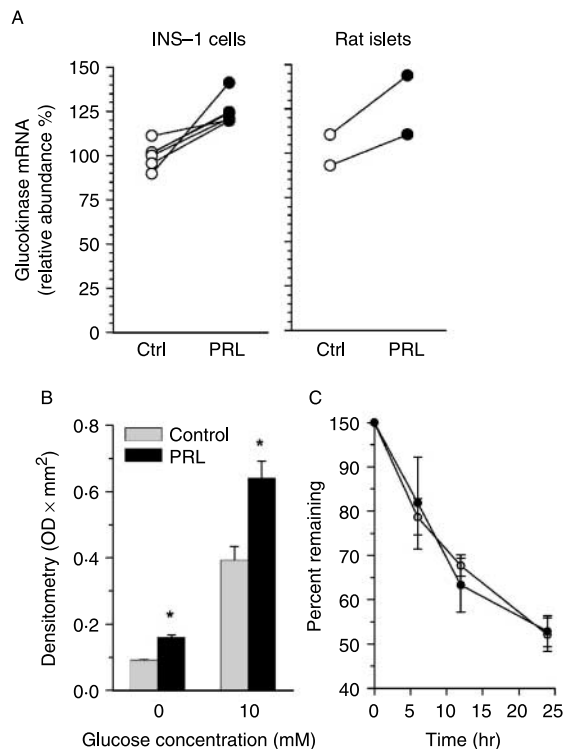 A
INS–1 cells
Rat islets
Glucokinase mRNA
(relative abundance %)
150
125
100
75
50
25
0
Ctrl
PRL
Ctrl
PRL
B
Densitometry (OD × mm²)
0·8
0·6
0·4
0·2
0·0
Control
PRL
*
*
0
10
Glucose concentration (mM)
C
Percent remaining
150
90
80
70
60
50
40
0
5
10
15
20
25
Time (hr)